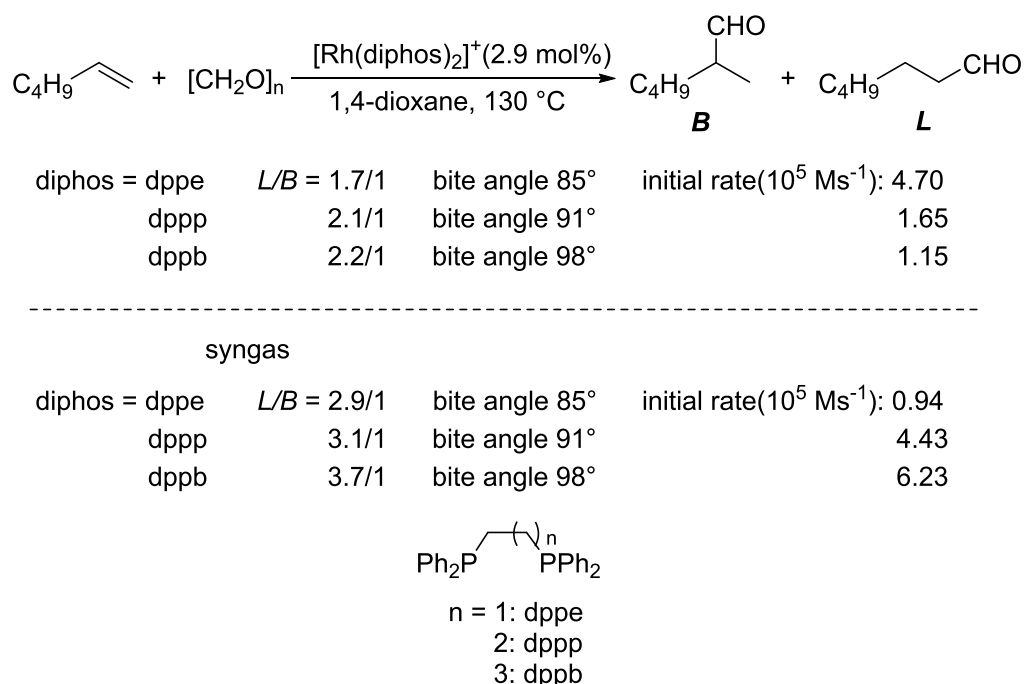 CHO
[Rh(diphos)₂]⁺(2.9 mol%)
C₄H₉ + [CH₂O]ₙ C₄H₉ + C₄H₉ CHO
1,4-dioxane, 130 °C
B L
diphos = dppe L/B = 1.7/1 bite angle 85° initial rate(10⁵ Ms⁻¹): 4.70
dppp 2.1/1 bite angle 91° 1.65
dppb 2.2/1 bite angle 98° 1.15
syngas
diphos = dppe L/B = 2.9/1 bite angle 85° initial rate(10⁵ Ms⁻¹): 0.94
dppp 3.1/1 bite angle 91° 4.43
dppb 3.7/1 bite angle 98° 6.23
( )n
Ph₂P PPh₂
n = 1: dppe
2: dppp
3: dppb